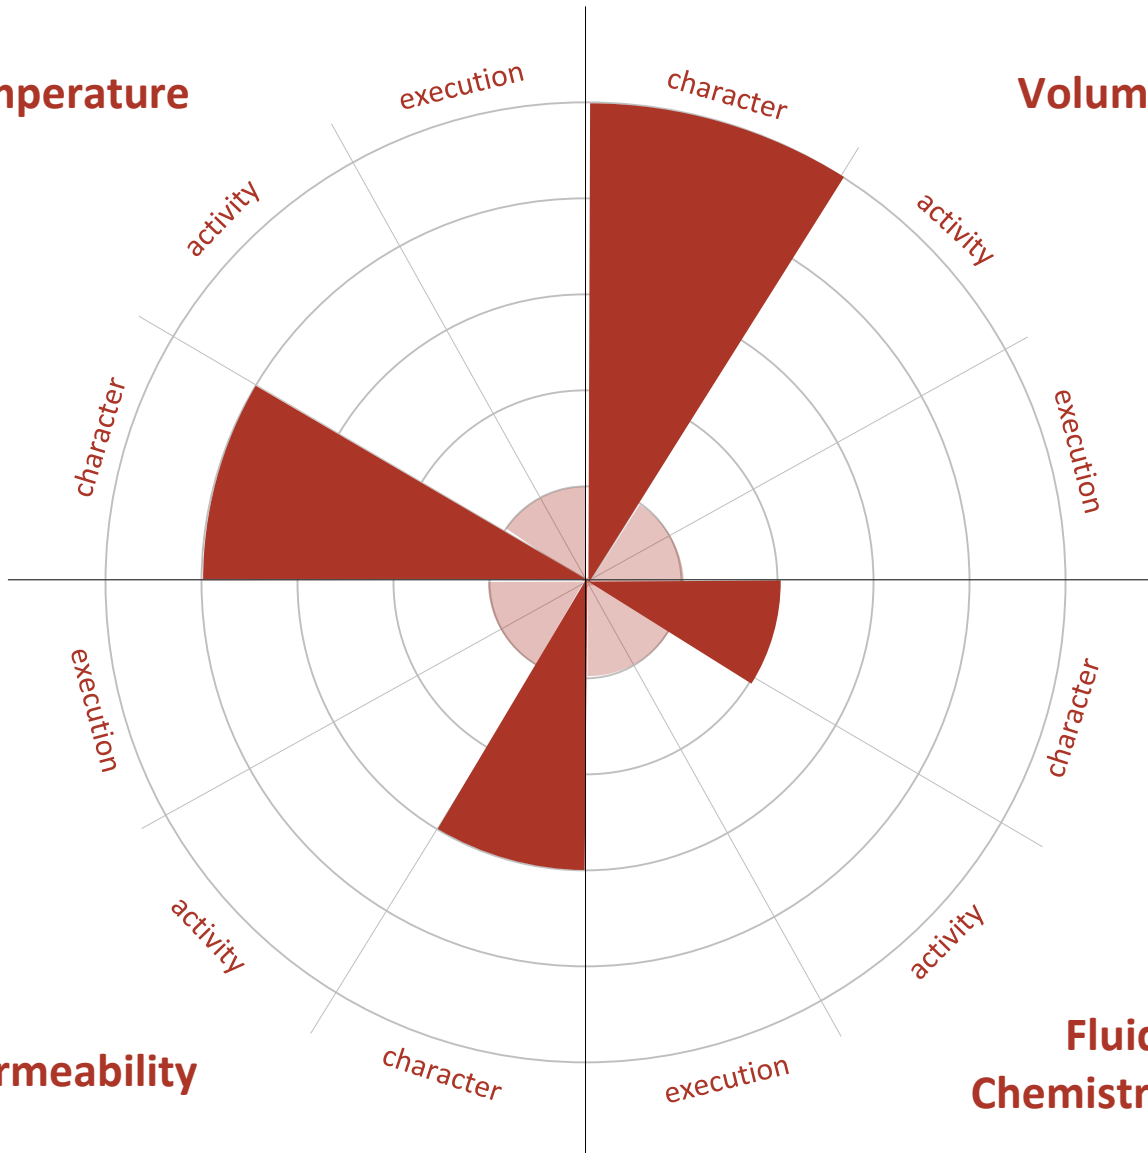 mperature
execution
character
Volum
activity
activity
character
execution
execution
character
activity
activity
rmeability
character
execution
Fluid
Chemistr